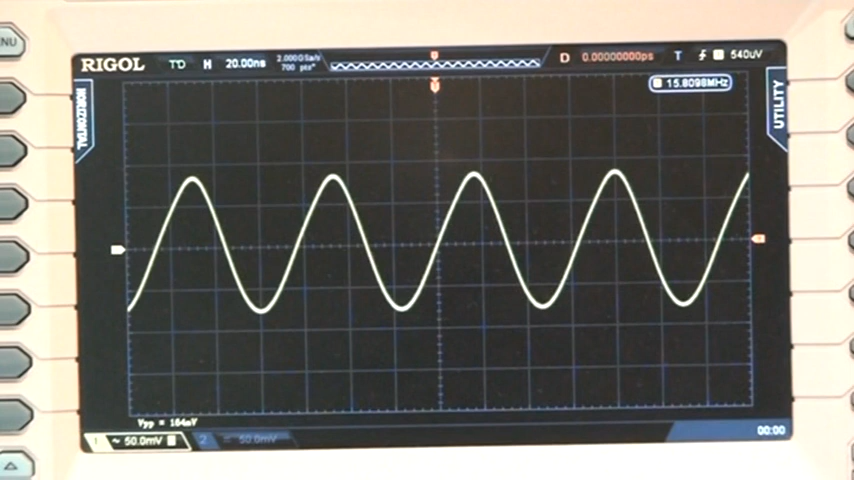 NU
RIGOL T'D H 20.00ns 2.000GSa/s 700 pts D 0.00000000ps T 540uV
HORIZONTAL
15.8098MHz
UTILITY
Vpp = 164mV
1 ~ 50.0mV 2 = 50.0mV
00:00